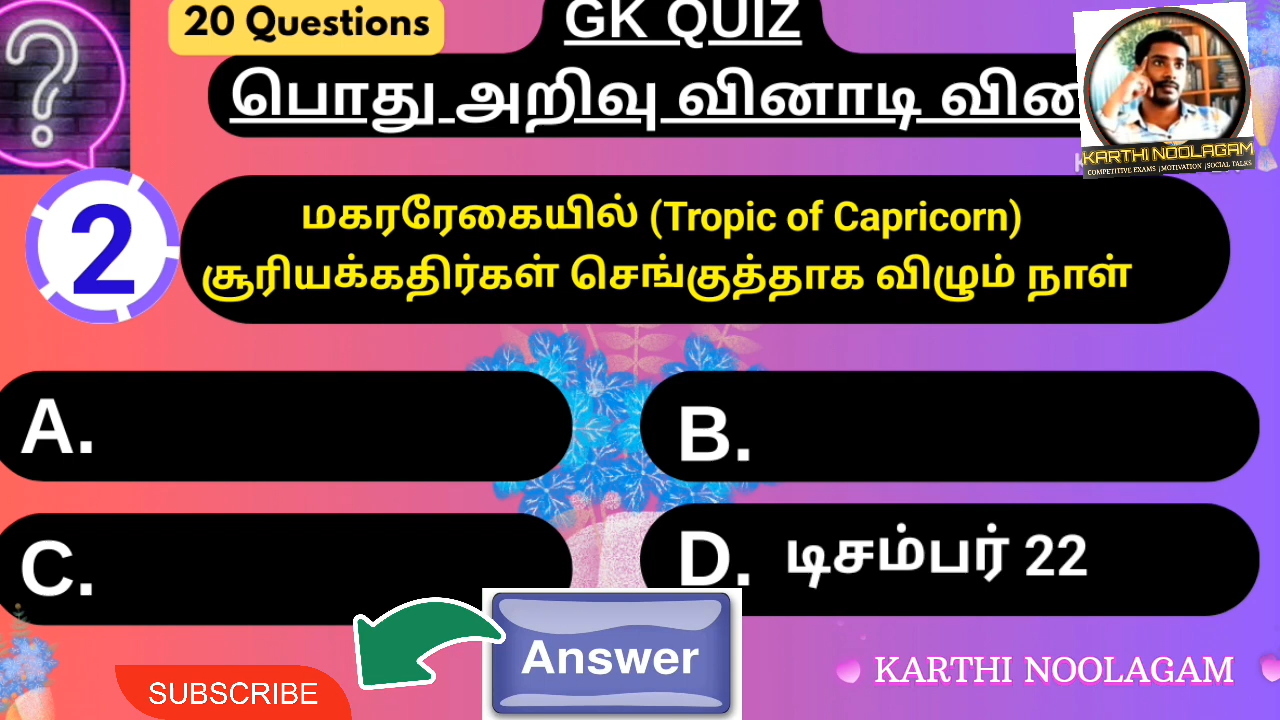 20 Questions
GK QUIZ
பொது அறிவு வினாடி
KARTHI NOOLAGAM
COMPETITIVE EXAMS |MOTIVATION |SOCIAL TALKS
2
மகரரேகையில் (Tropic of Capricorn)
சூரியக்கதிர்கள் செங்குத்தாக விழும் நாள்
A.
B.
C.
D. டிசம்பர் 22
Answer
SUBSCRIBE
KARTHI NOOLAGAM